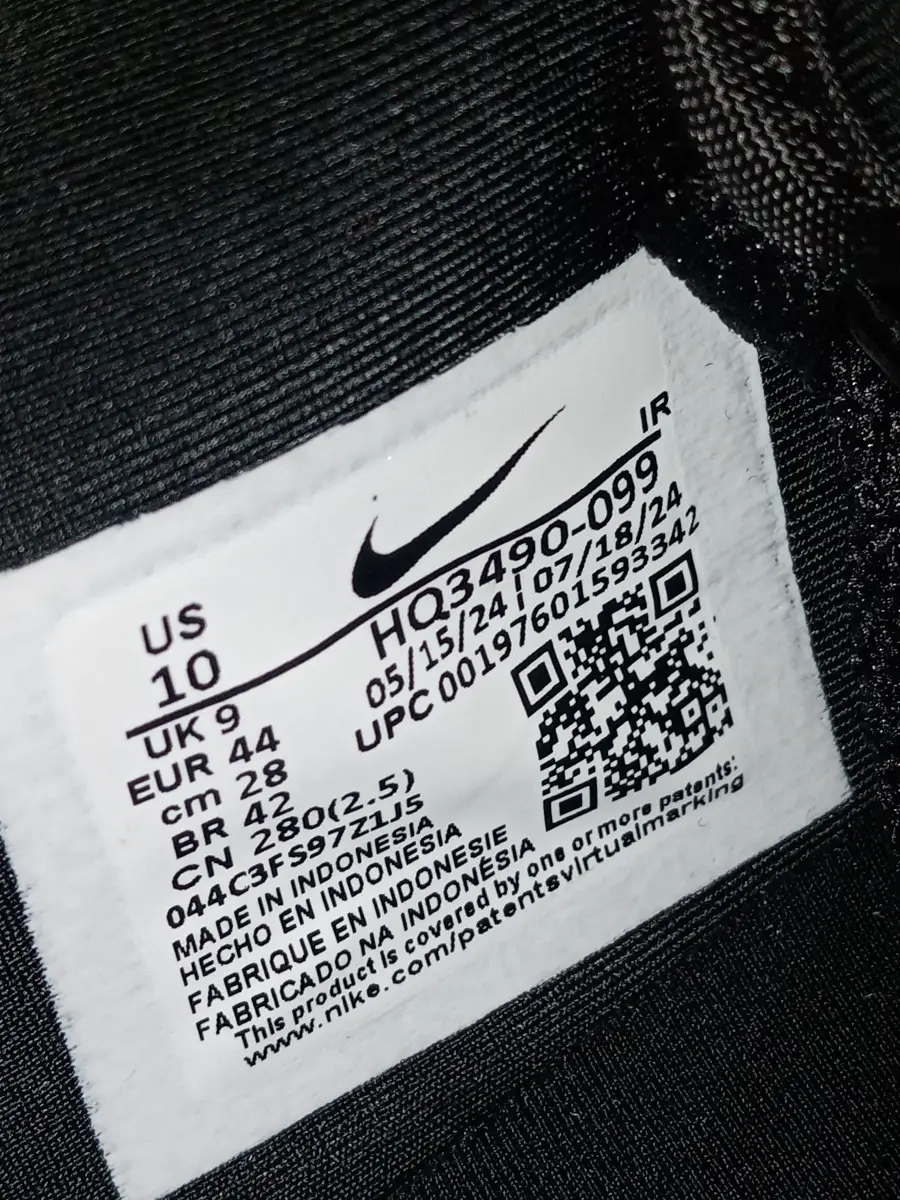 IR
US
10
HQ3490-099
05/15/24 | 07/18/24
UPC 00197601593342
UK 9
EUR 44
cm 28
BR 42
CN 280(2.5)
044C3FS97Z1J5
MADE IN INDONESIA
HECHO EN INDONESIA
FABRIQUE EN INDONESIE
FABRICADO NA INDONÉSIA
This product is covered by one or more patents:
www.nike.com/patentsvirtualmarking